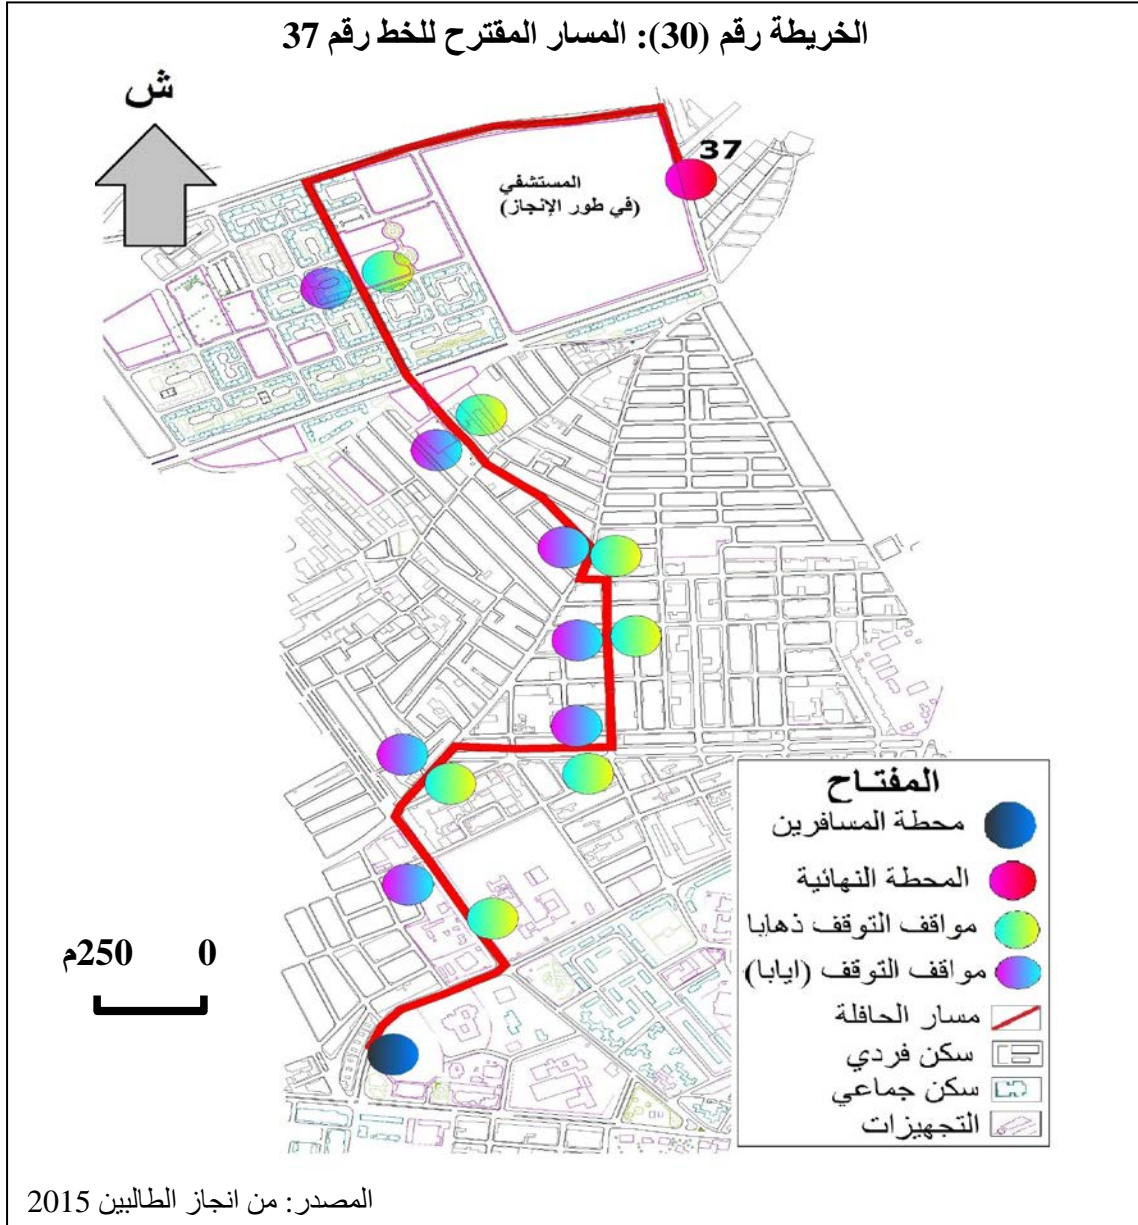 الخريطة رقم (30): المسار المقترح للخط رقم 37
ش
37
المستشفي
(في طور الإنجاز)
المفتاح
محطة المسافرين
المحطة النهائية
مواقف التوقف ذهابا
مواقف التوقف (ايابا)
مسار الحافلة
سكن فردي
سكن جماعي
التجهيزات
0 250م
المصدر: من انجاز الطالبين 2015